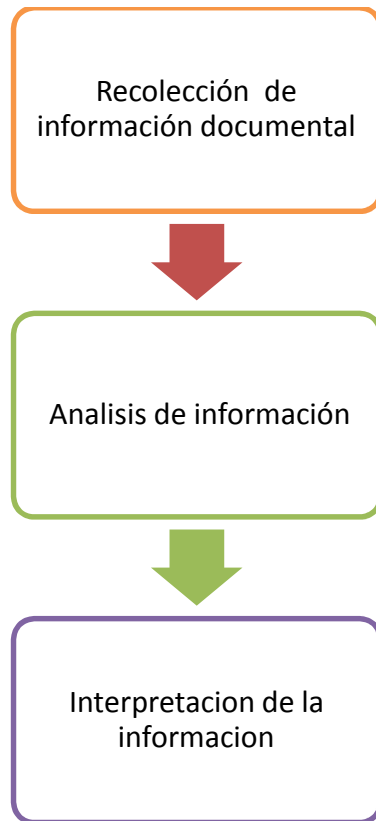 Recolección de
información documental
Analisis de información
Interpretacion de la
informacion